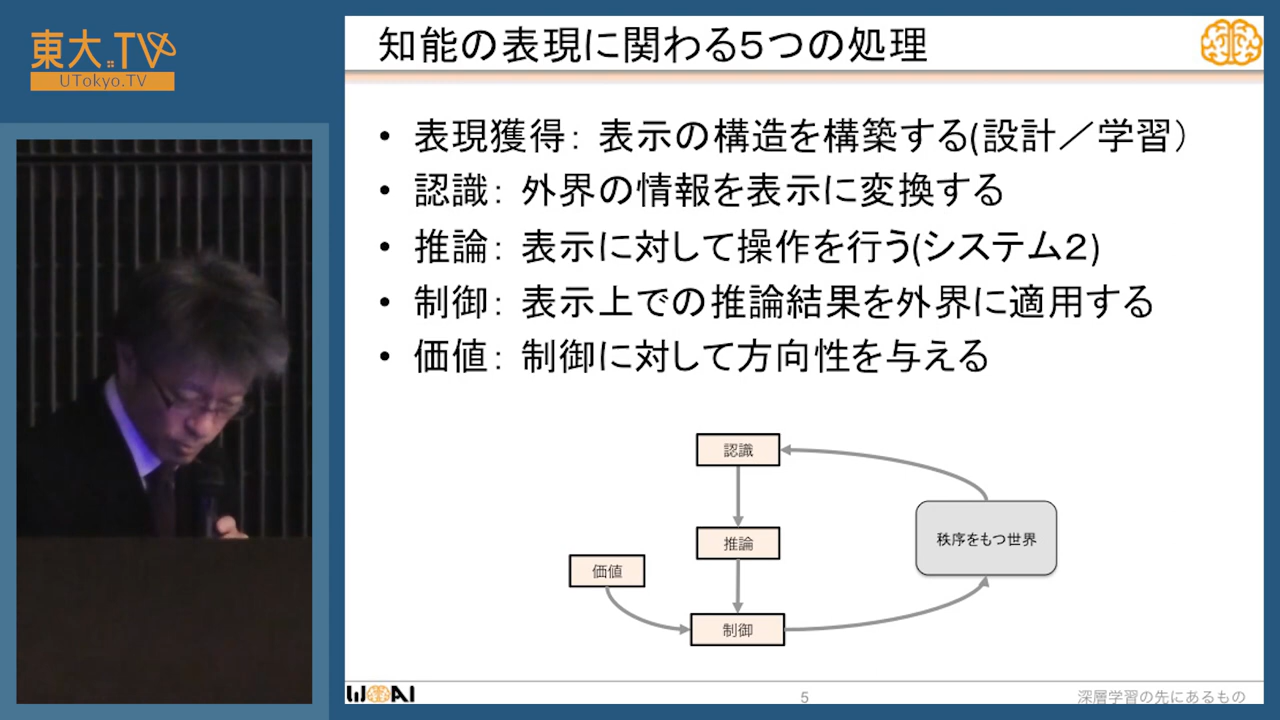 東大.TV
UTokyo.TV
知能の表現に関わる５つの処理
• 表現獲得： 表示の構造を構築する(設計／学習）
• 認識： 外界の情報を表示に変換する
• 推論： 表示に対して操作を行う(システム２)
• 制御： 表示上での推論結果を外界に適用する
• 価値： 制御に対して方向性を与える
認識
推論
価値
制御
秩序をもつ世界
WBAI
5
深層学習の先にあるもの